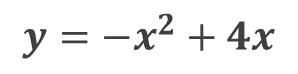 y = −x² + 4x